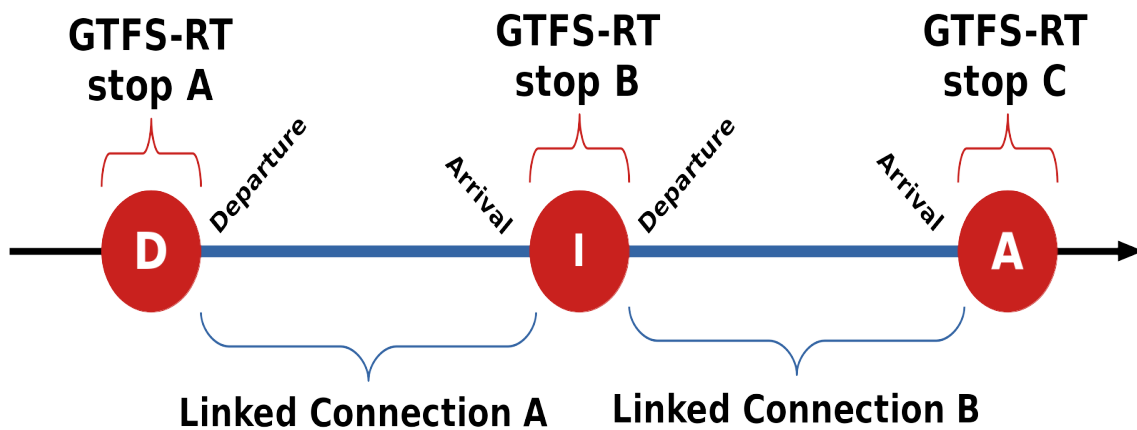 GTFS-RT
stop A
GTFS-RT
stop B
GTFS-RT
stop C
Departure
Arrival
Departure
Arrival
D
I
A
Linked Connection A
Linked Connection B